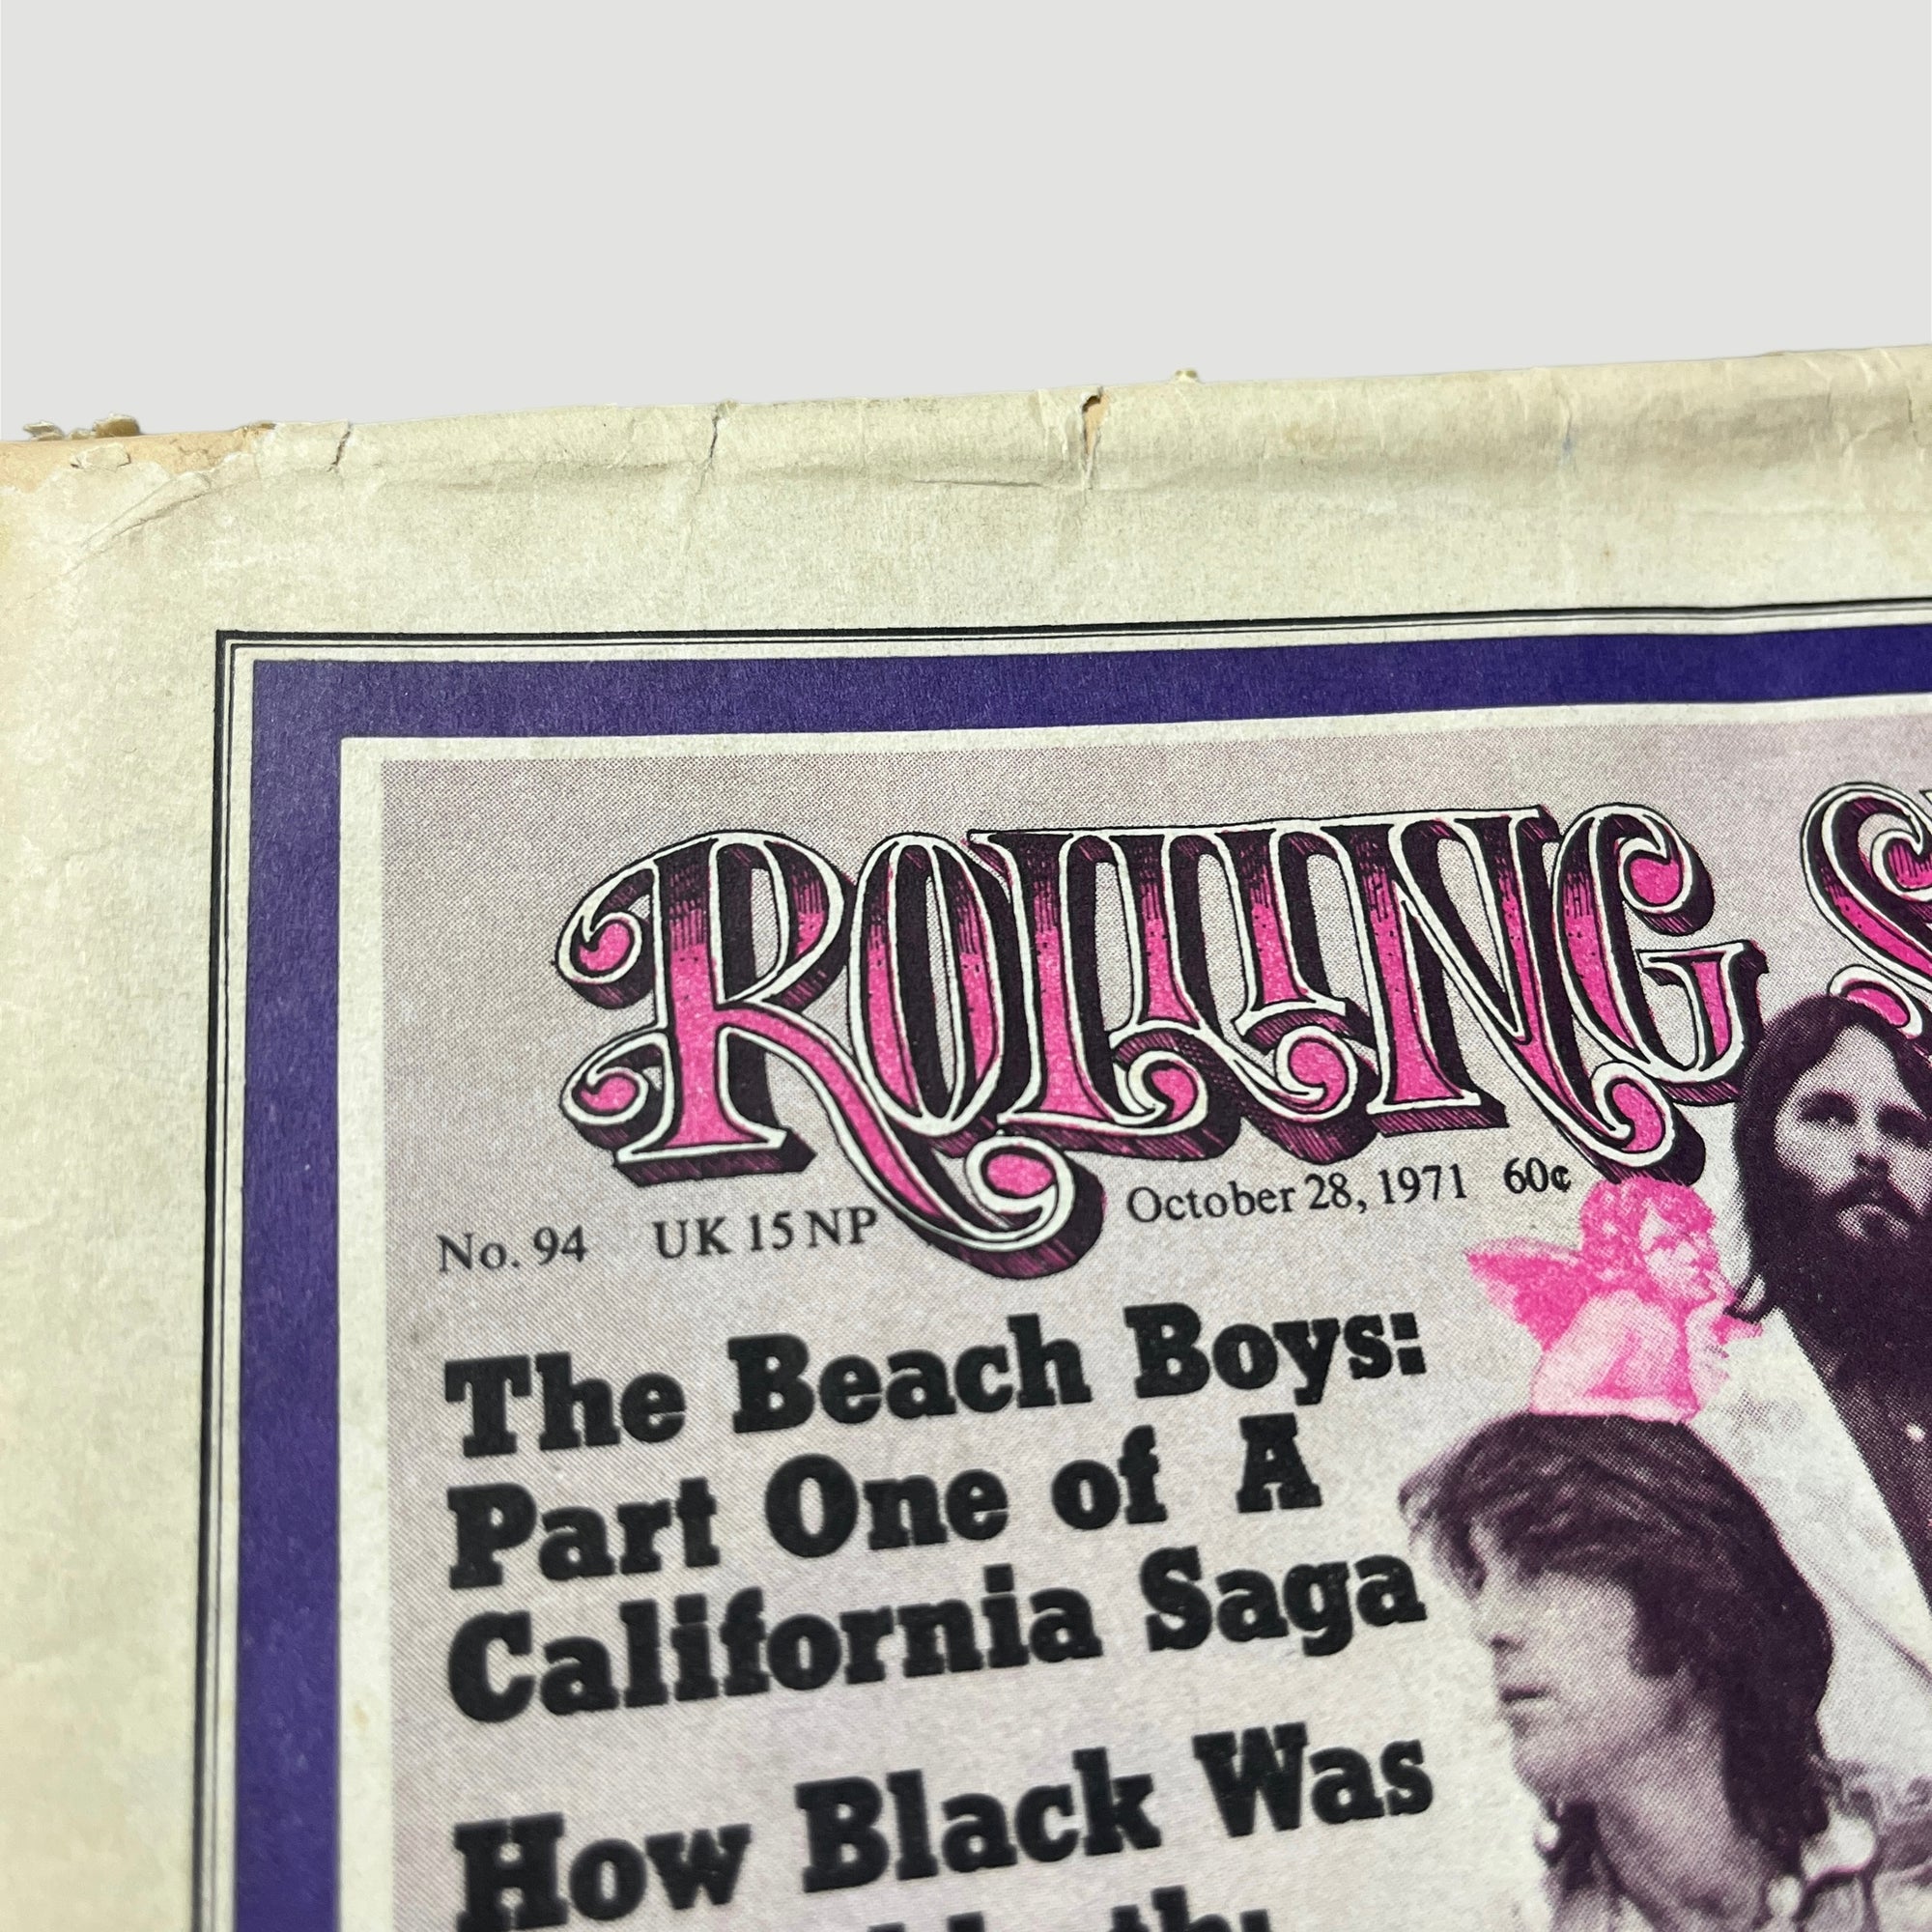 ROLLING S
No. 94 UK 15 NP October 28, 1971 60¢
The Beach Boys:
Part One of A
California Saga
How Black Was